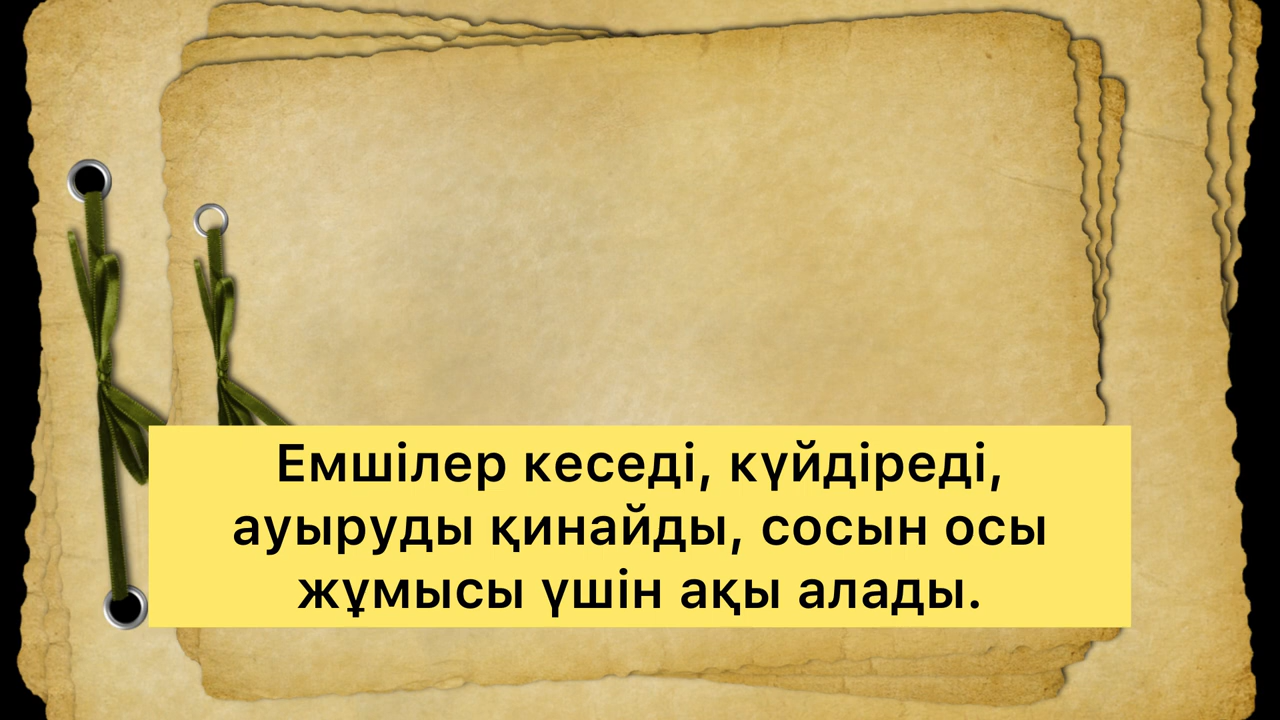 Емшілер кеседі, күйдіреді,
ауыруды қинайды, сосын осы
жұмысы үшін ақы алады.